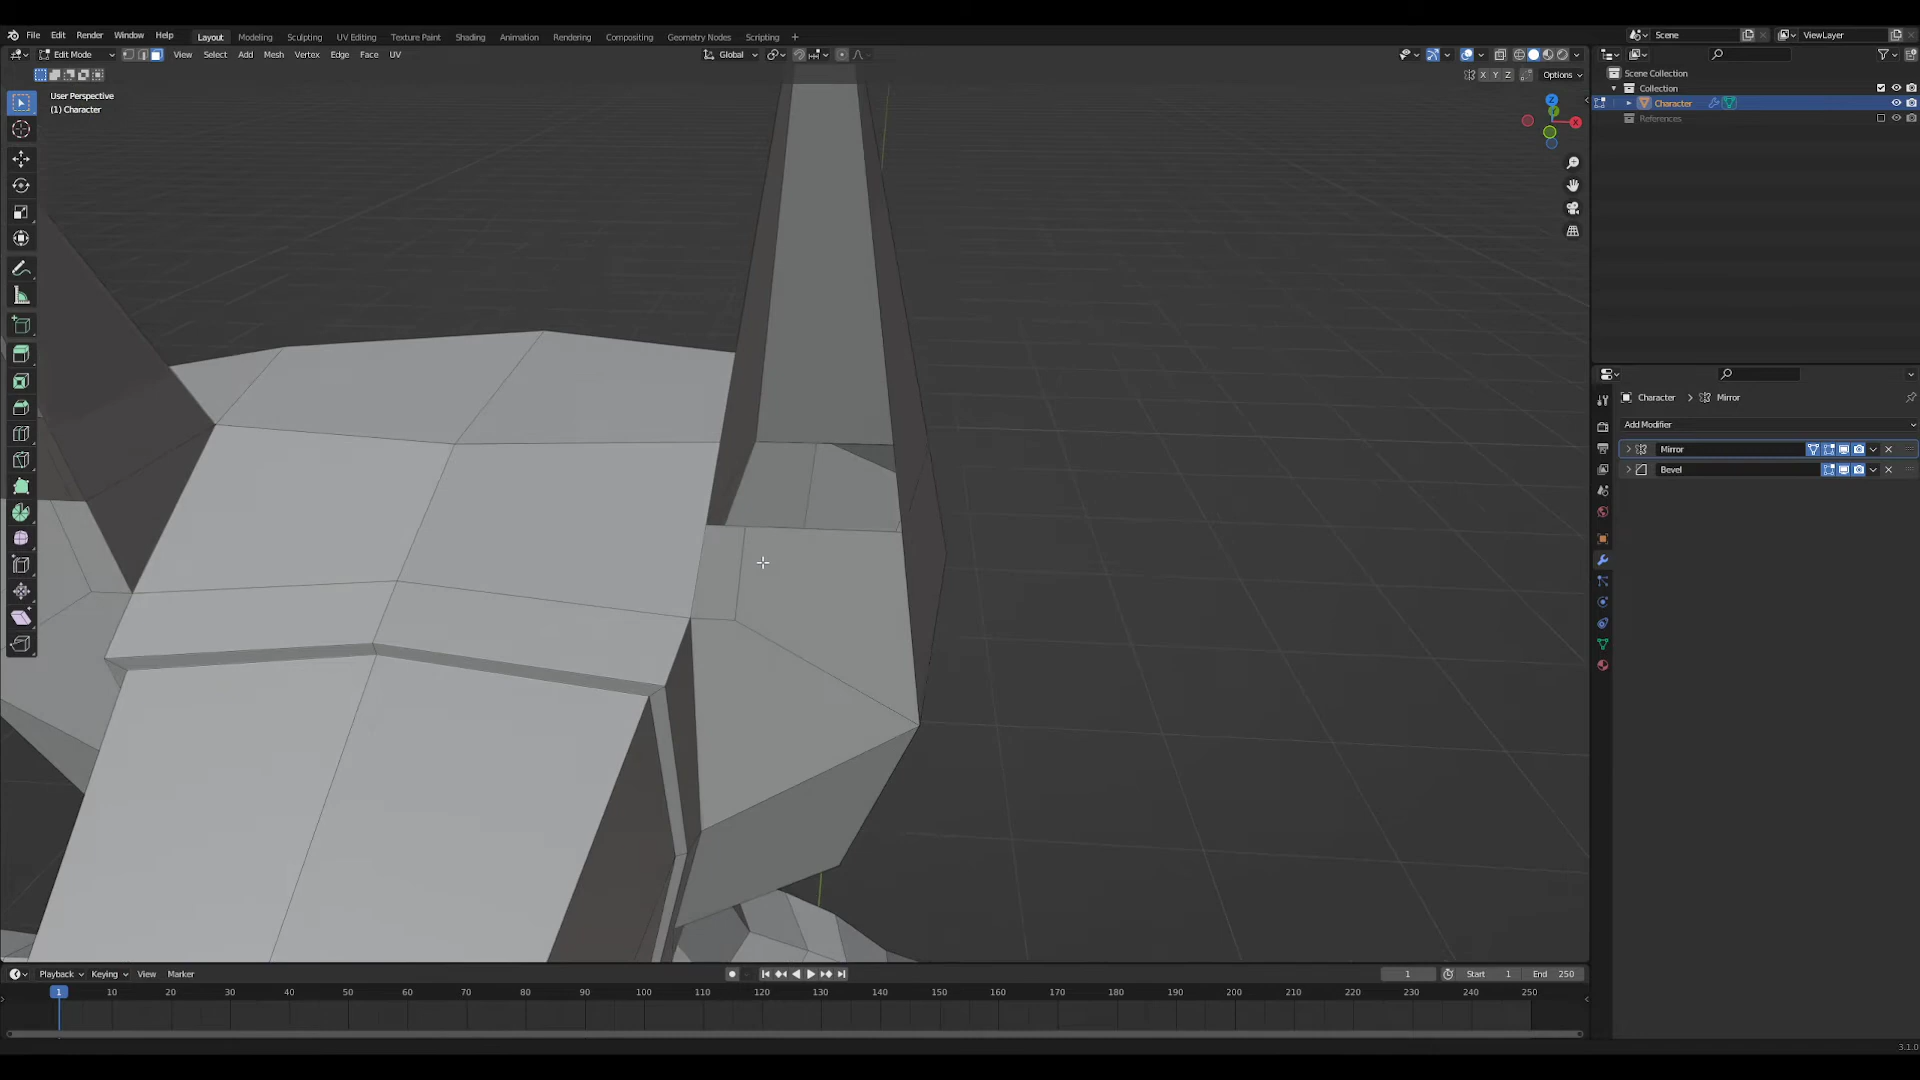 File Edit Render Window Help Layout Modeling Sculpting UV Editing Texture Paint Shading Animation Rendering Compositing Geometry Nodes Scripting + Scene ViewLayer
Edit Mode View Select Add Mesh Vertex Edge Face UV Global
X Y Z Options
Scene Collection
Collection
Character
References
User Perspective
(1) Character
Z
Y
X
Character > Mirror
Add Modifier
Mirror
Bevel
Playback Keying View Marker 1 Start 1 End 250
1 10 20 30 40 50 60 70 80 90 100 110 120 130 140 150 160 170 180 190 200 210 220 230 240 250
3.1.0